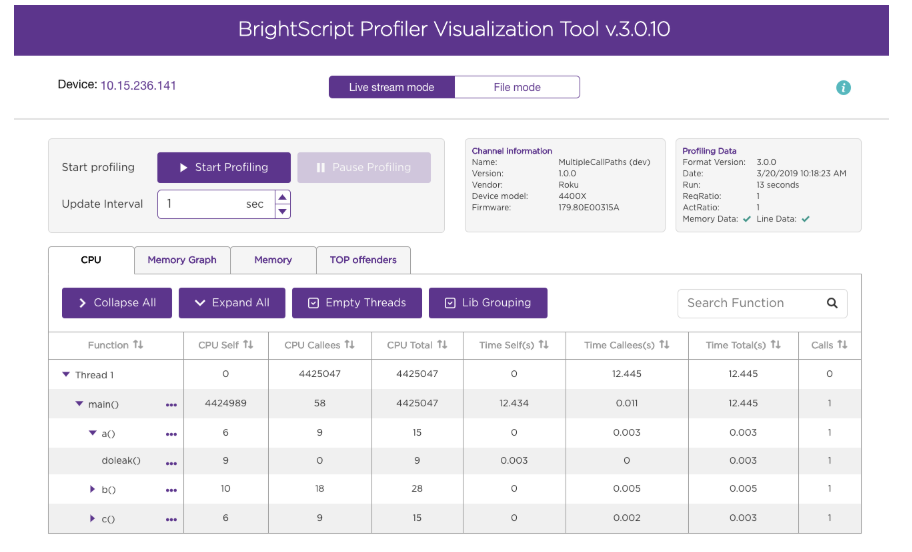 BrightScript Profiler Visualization Tool v.3.0.10
Device: 10.15.236.141
Live stream mode
File mode
i
Start profiling
Start Profiling
Pause Profiling
Update Interval
1 sec
Channel information
Name: MultipleCallPaths (dev)
Version: 1.0.0
Vendor: Roku
Device model: 4400X
Firmware: 179.80E00315A
Profiling Data
Format Version: 3.0.0
Date: 3/20/2019 10:18:23 AM
Run: 13 seconds
ReqRatio: 1
ActRatio: 1
Memory Data: ✓ Line Data: ✓
CPU
Memory Graph
Memory
TOP offenders
Collapse All
Expand All
Empty Threads
Lib Grouping
Search Function
Function CPU Self CPU Callees CPU Total Time Self(s) Time Callees(s) Time Total(s) Calls
Thread 1 0 4425047 4425047 0 12.445 12.445 0
main() ••• 4424989 58 4425047 12.434 0.011 12.445 1
a() ••• 6 9 15 0 0.003 0.003 1
doleak() ••• 9 0 9 0.003 0 0.003 1
b() ••• 10 18 28 0 0.005 0.005 1
c() ••• 6 9 15 0 0.002 0.003 1